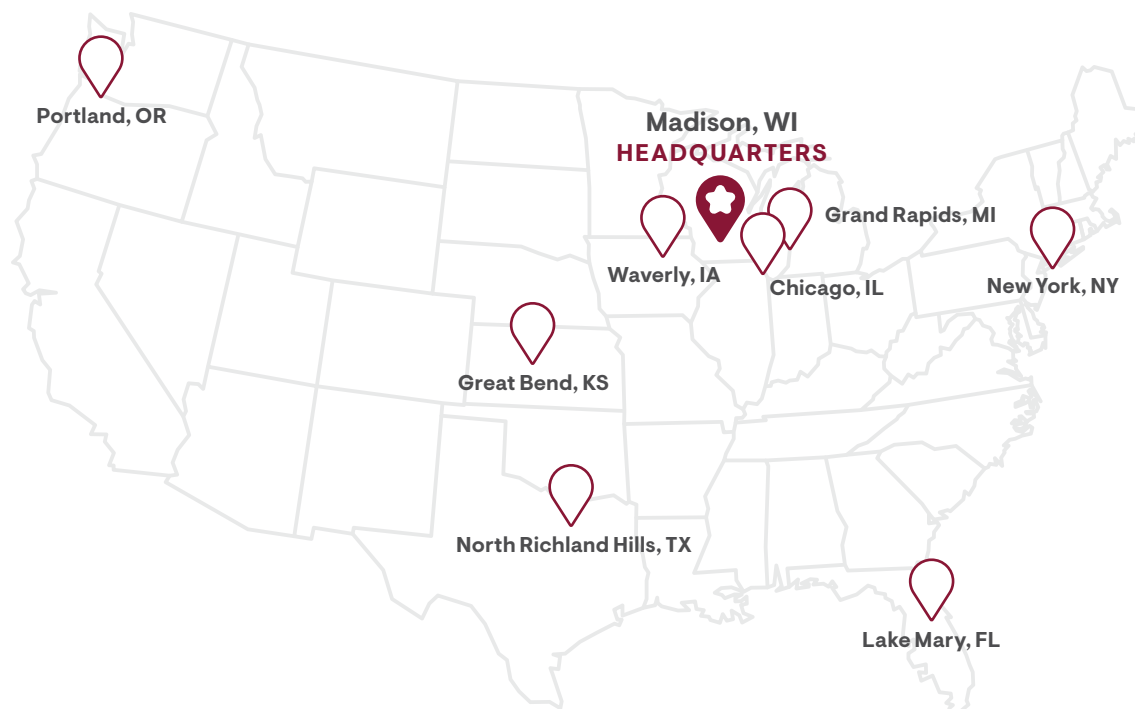 Portland, OR
Madison, WI
HEADQUARTERS
Grand Rapids, MI
Waverly, IA
Chicago, IL
New York, NY
Great Bend, KS
North Richland Hills, TX
Lake Mary, FL